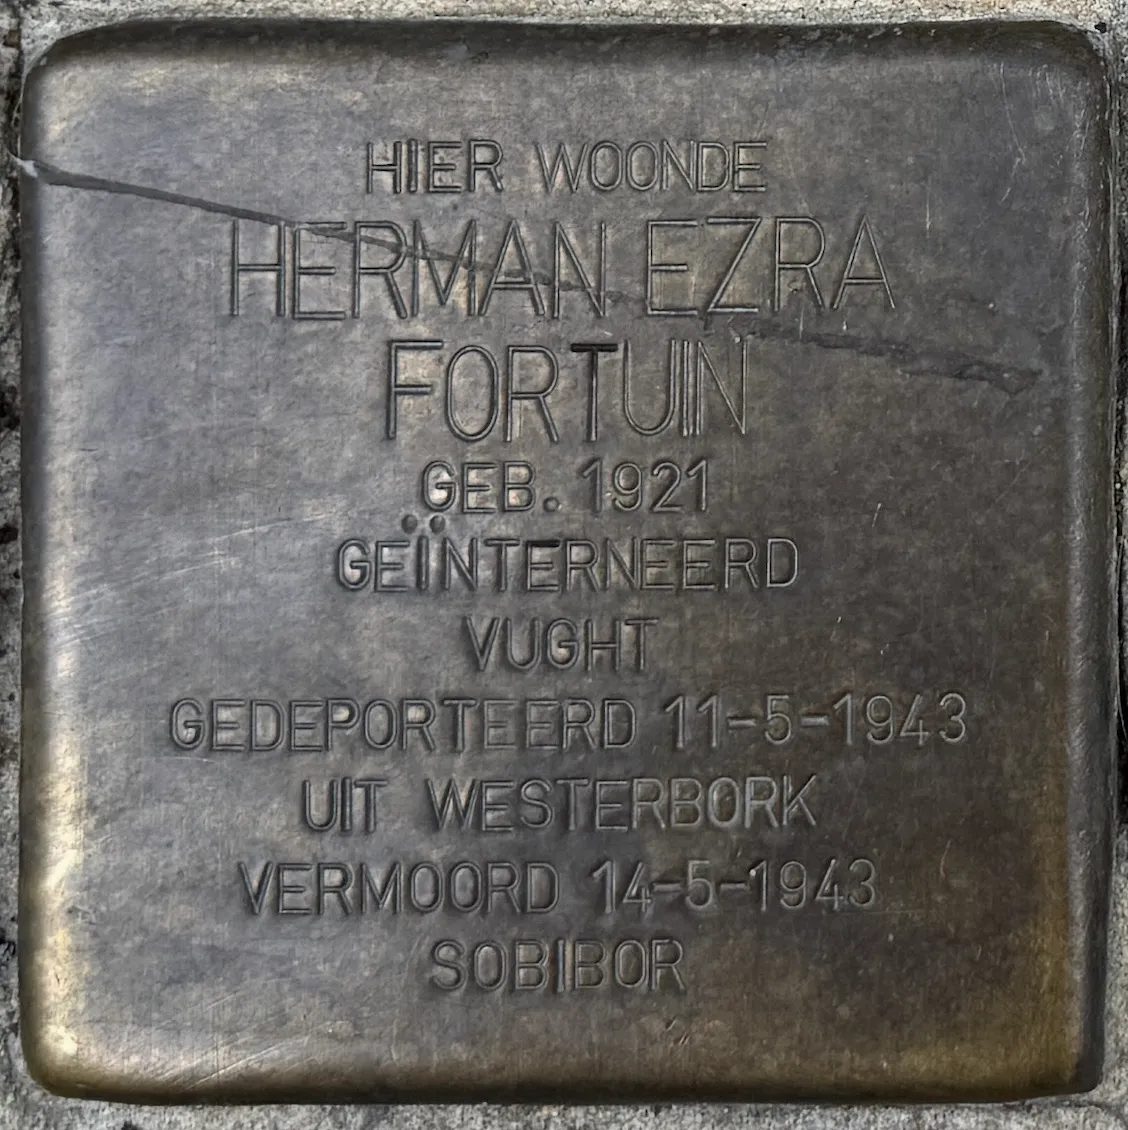 HIER WOONDE
HERMAN EZRA
FORTUIN
GEB. 1921
GEÏNTERNEERD
VUGHT
GEDEPORTEERD 11-5-1943
UIT WESTERBORK
VERMOORD 14-5-1943
SOBIBOR